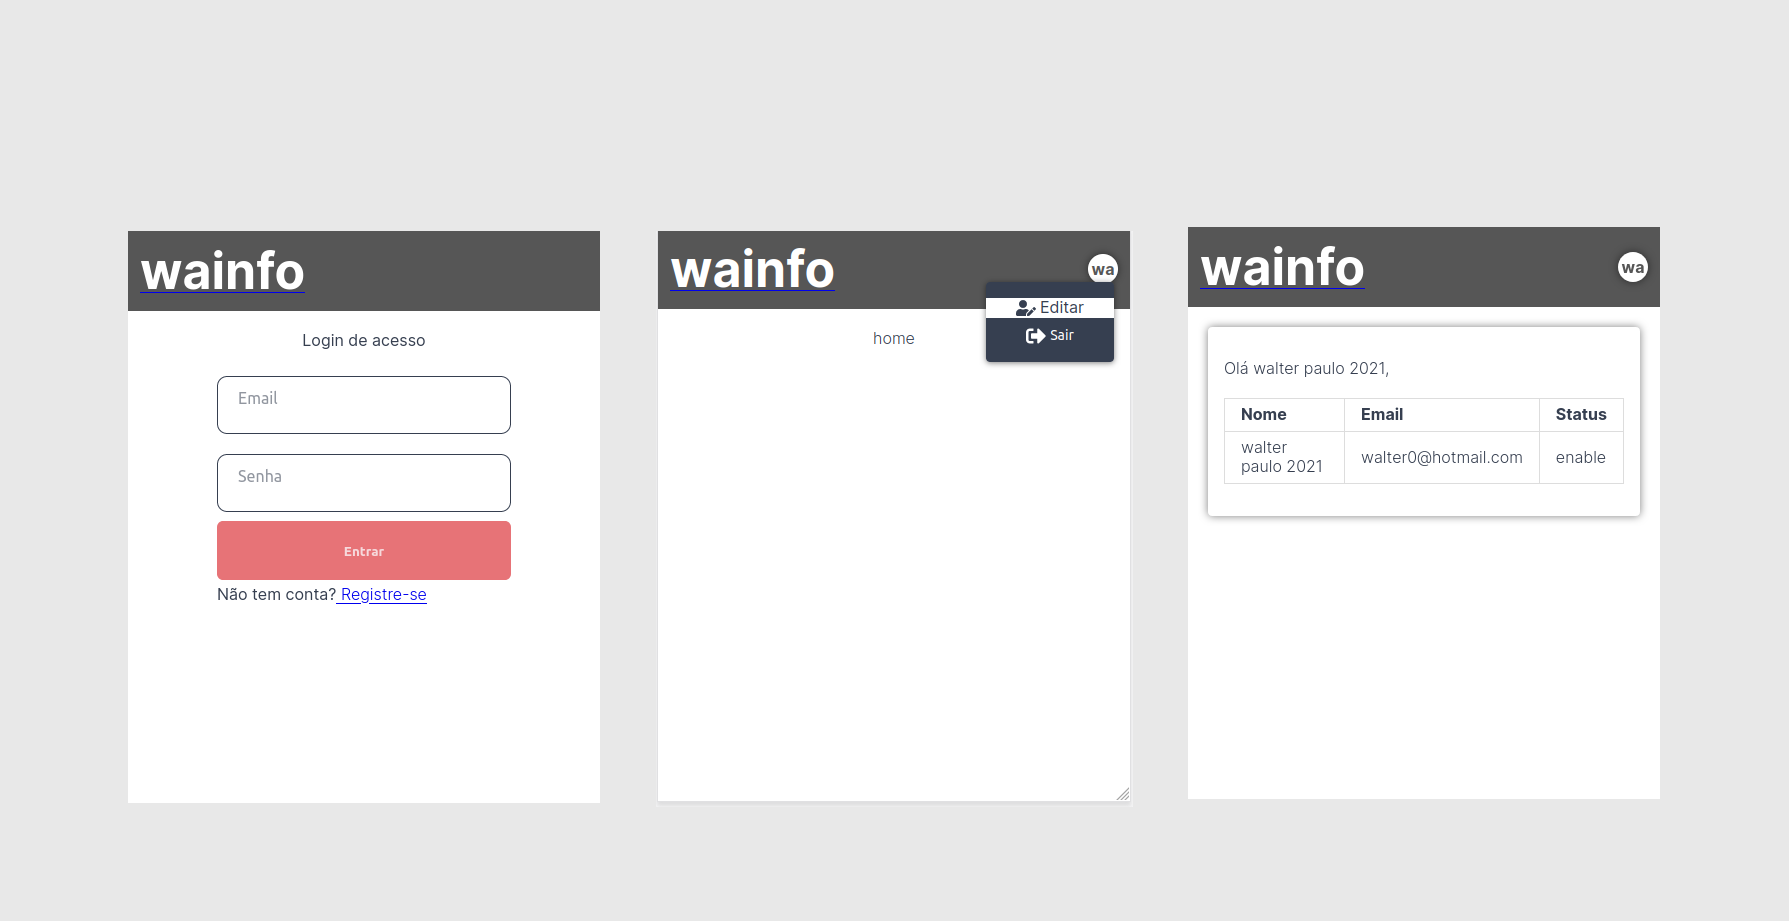 wainfo
Login de acesso
Email
Senha
Entrar
Não tem conta? Registre-se
wainfo
wa
Editar
Sair
home
wainfo
wa
Olá walter paulo 2021,
Nome Email Status
walter
paulo 2021 walter0@hotmail.com enable